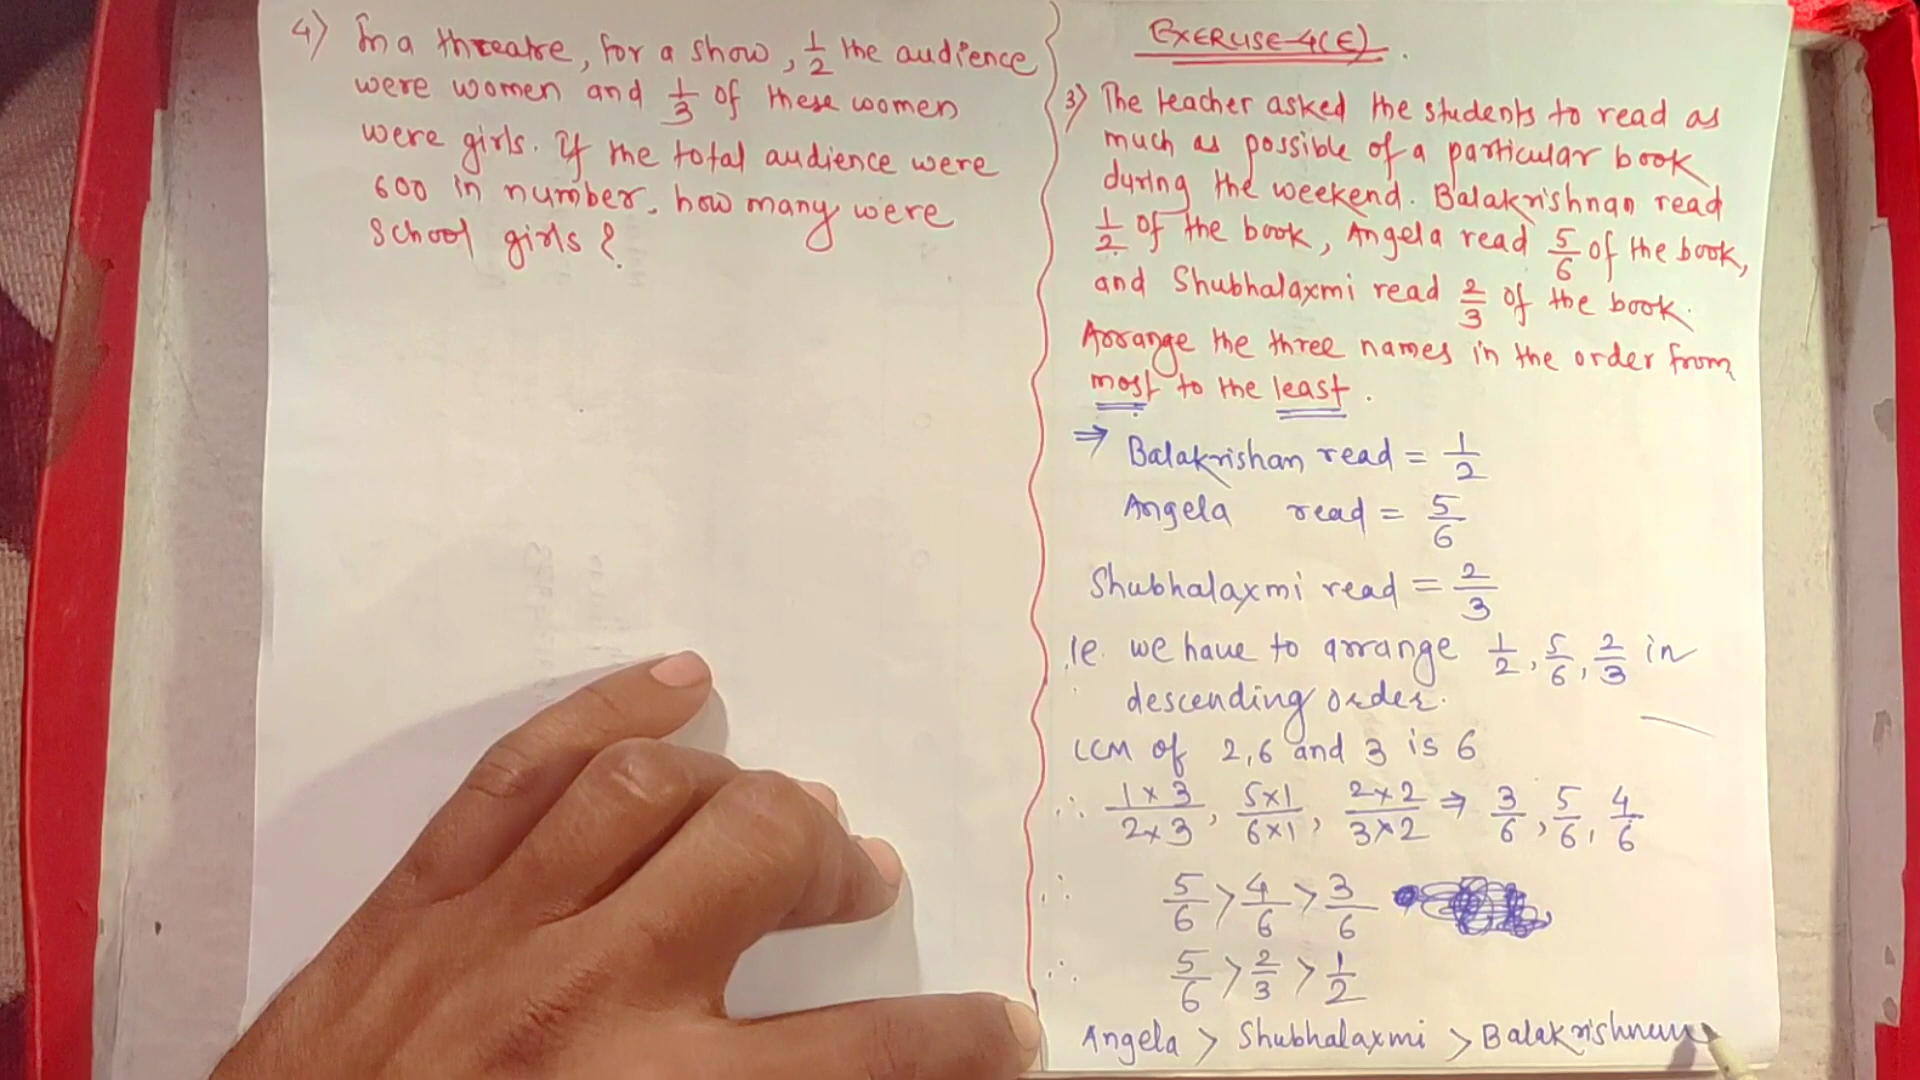 4) In a threatre, for a show, 1/2 the audience
were women and 1/3 of these women
were girls. If the total audience were
600 in number, how many were
School girls ?
EXERCISE-4(E).
3) The teacher asked the students to read as
much as possible of a particular book
during the weekend. Balakrishnan read
1/2 of the book, Angela read 5/6 of the book,
and Shubhalaxmi read 2/3 of the book.
Arrange the three names in the order from
most to the least.
⇒ Balakrishan read = 1/2
Angela read = 5/6
Shubhalaxmi read = 2/3
ie. we have to arrange 1/2, 5/6, 2/3 in
descending order.
LCM of 2,6 and 3 is 6
∴ 1×3/2×3, 5×1/6×1, 2×2/3×2 ⇒ 3/6, 5/6, 4/6
∴ 5/6 > 4/6 > 3/6
∴ 5/6 > 2/3 > 1/2
Angela > Shubhalaxmi > Balakrishnan